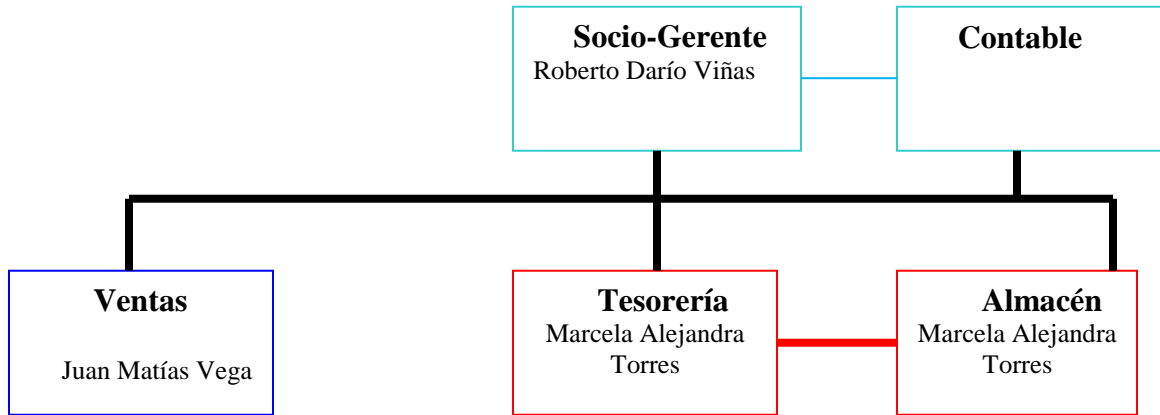 Socio-Gerente
Roberto Darío Viñas
Contable
Ventas
Juan Matías Vega
Tesorería
Marcela Alejandra
Torres
Almacén
Marcela Alejandra
Torres